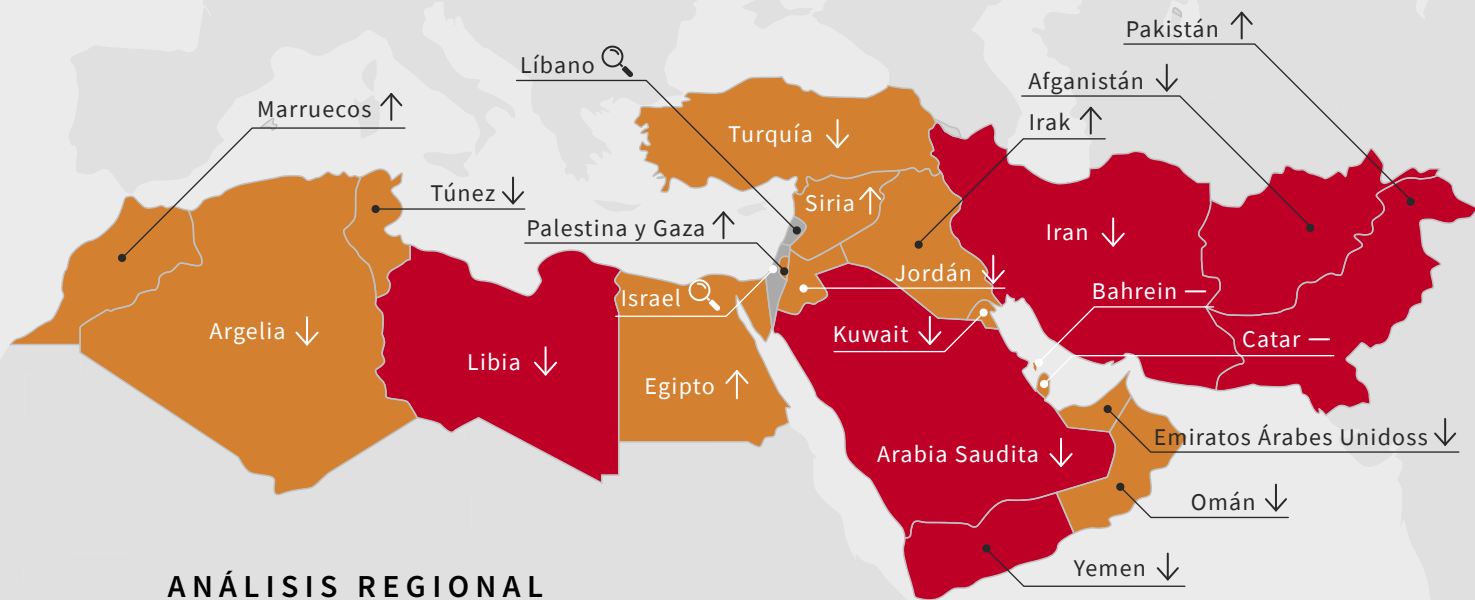 Pakistán ↑
Líbano
Afganistán ↓
Marruecos ↑
Irak ↑
Turquía ↓
Túnez ↓
Siria ↑
Palestina y Gaza ↑
Iran ↓
Jordán ↓
Israel
Bahrein —
Argelia ↓
Kuwait ↓
Catar —
Libia ↓
Egipto ↑
Emiratos Árabes Unidoss ↓
Arabia Saudita ↓
Omán ↓
Yemen ↓
ANÁLISIS REGIONAL